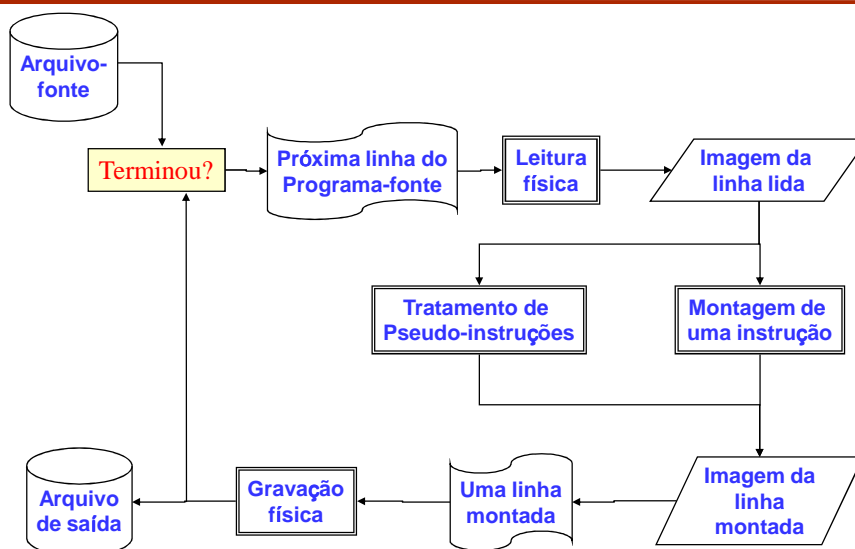 Arquivo-
fonte
Terminou?
Próxima linha do
Programa-fonte
Leitura
física
Imagem da
linha lida
Tratamento de
Pseudo-instruções
Montagem de
uma instrução
Arquivo
de saída
Gravação
física
Uma linha
montada
Imagem da
linha
montada